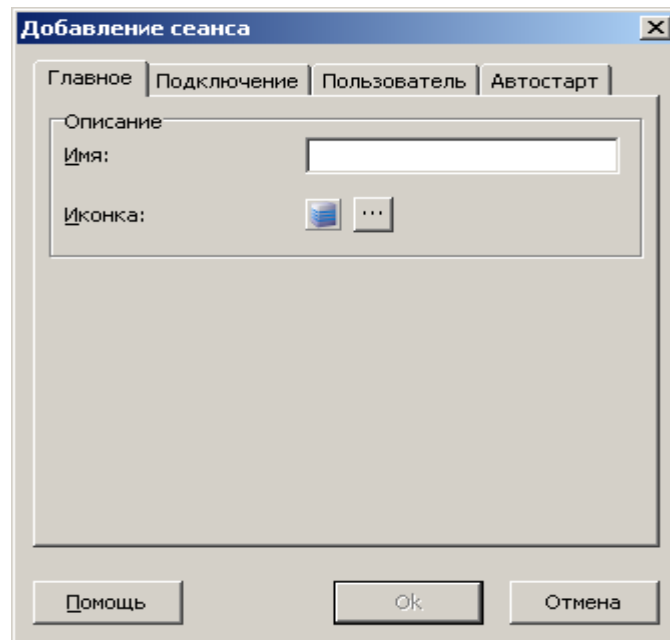 Добавление сеанса
Главное Подключение Пользователь Автостарт
Описание
Имя:
Иконка:
...
Помощь Ok Отмена